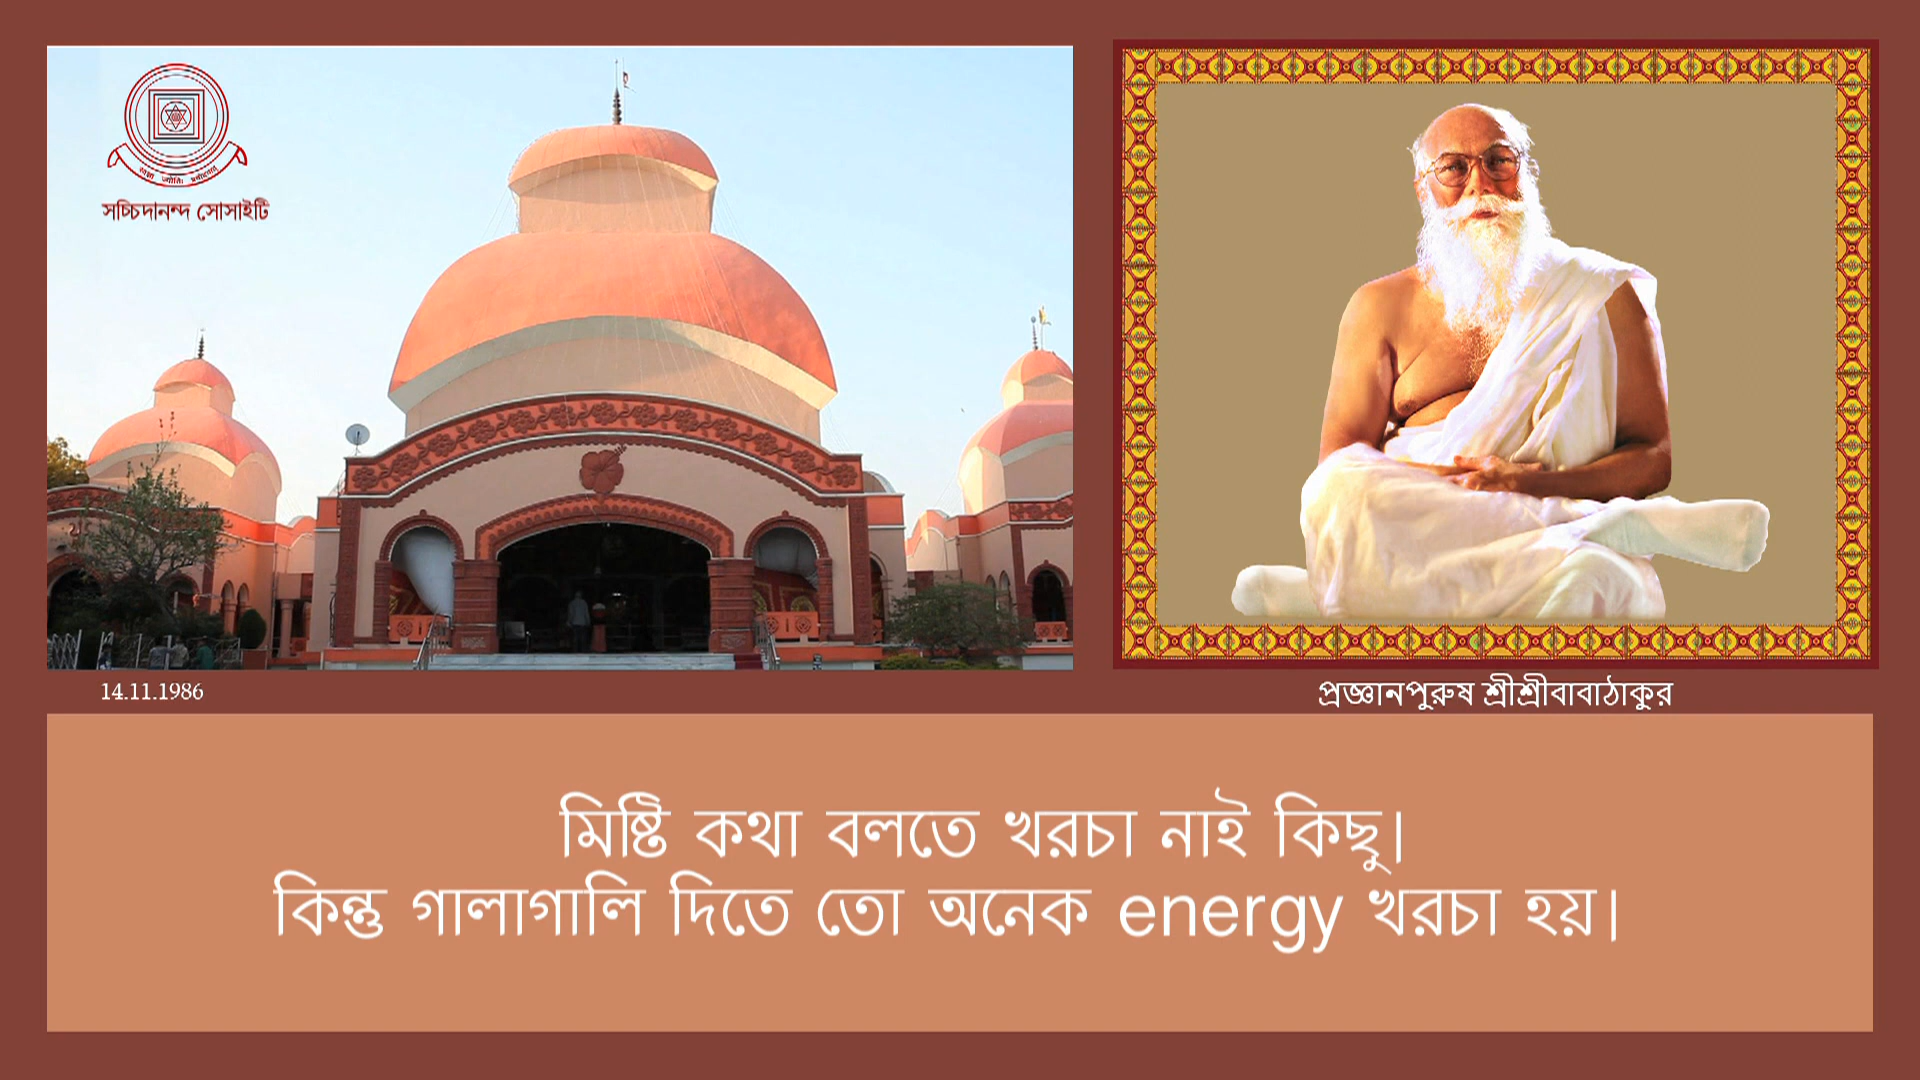 সচ্চিদানন্দ সোসাইটি
14.11.1986
প্রজ্ঞানপুরুষ শ্রীশ্রীবাবাঠাকুর
মিষ্টি কথা বলতে খরচা নাই কিছু।
কিন্তু গালাগালি দিতে তো অনেক energy খরচা হয়।